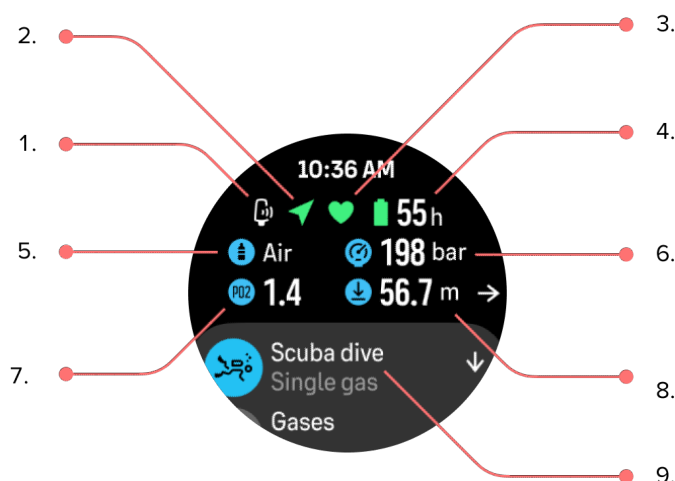 2.
3.
1.
4.
10:36 AM
55 h
5.
Air
198 bar
6.
PO2 1.4
56.7 m
7.
Scuba dive
Single gas
8.
Gases
9.